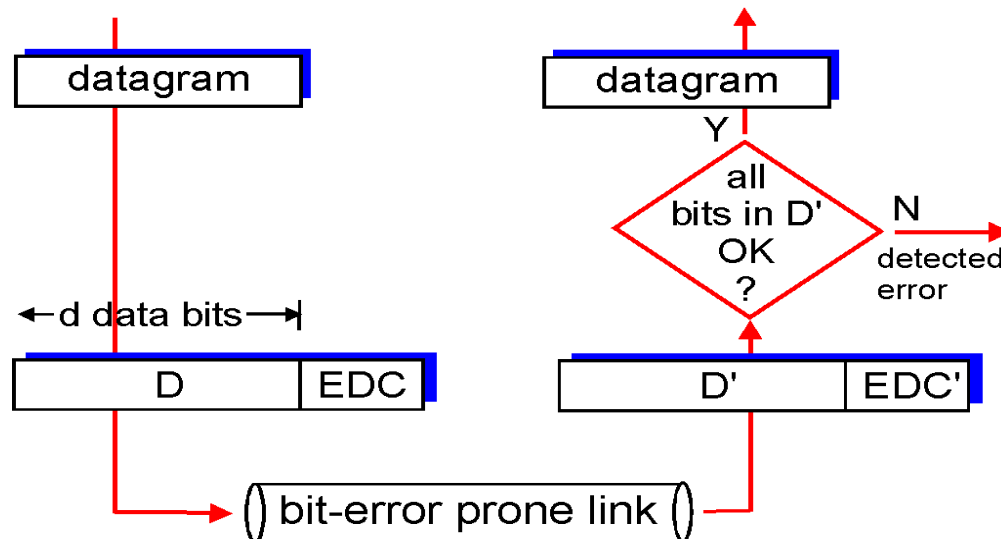 datagram
d data bits
D
EDC
bit-error prone link
datagram
Y
all
bits in D'
OK
?
N
detected
error
D'
EDC'